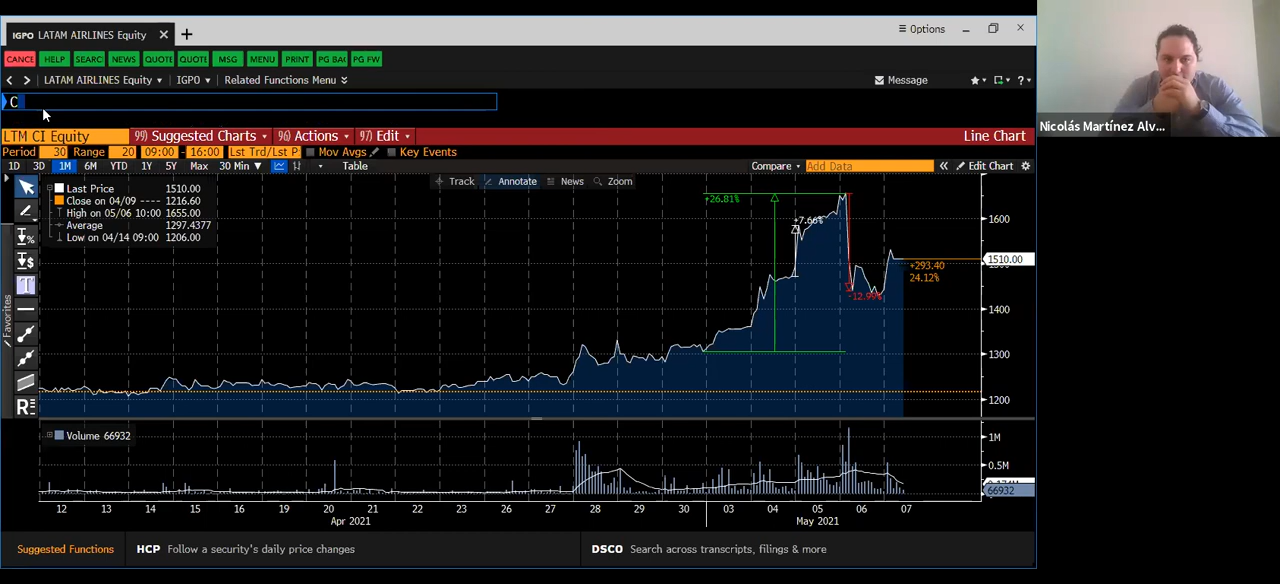 IGPO LATAM AIRLINES Equity
Options
CANCE HELP SEARC NEWS QUOTE QUOTE MSG MENU PRINT PG BAC PG FW
LATAM AIRLINES Equity IGPO Related Functions Menu Message
C
LTM CI Equity 99) Suggested Charts 96) Actions 97) Edit Line Chart
Period 30 Range 20 09:00 - 16:00 Lst Trd/Lst P Mov Avgs Key Events
1D 3D 1M 6M YTD 1Y 5Y Max 30 Min Table Compare Add Data Edit Chart
Track Annotate News Zoom
Last Price 1510.00
Close on 04/09 ---- 1216.60
High on 05/06 10:00 1655.00
Average 1297.4377
Low on 04/14 09:00 1206.00
+26.81%
+7.66%
-12.99%
+293.40
24.12%
1600
1510.00
1400
1300
1200
Favorites
Volume 66932
1M
0.5M
66932
12 13 14 15 16 19 20 21 22 23 26 27 28 29 30 03 04 05 06 07
Apr 2021 May 2021
Suggested Functions HCP Follow a security's daily price changes DSCO Search across transcripts, filings & more
Nicolás Martínez Alv...